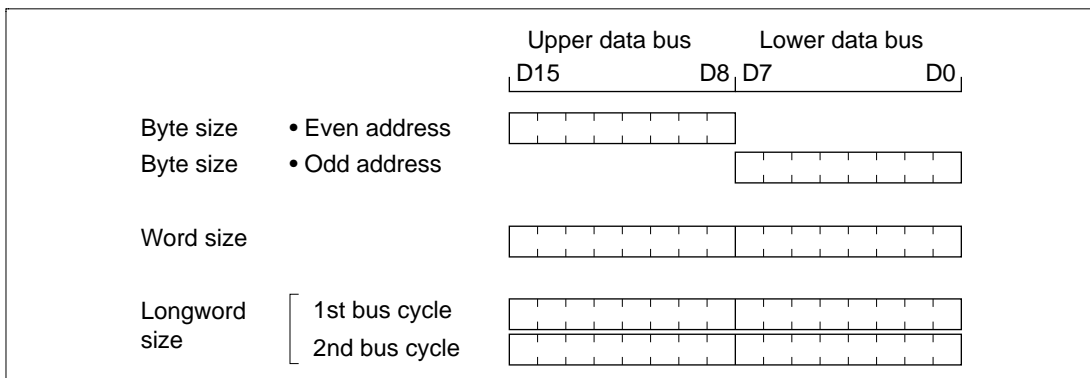 Upper data bus Lower data bus
D15 D8 D7 D0
Byte size • Even address
Byte size • Odd address
Word size
Longword size
1st bus cycle
2nd bus cycle